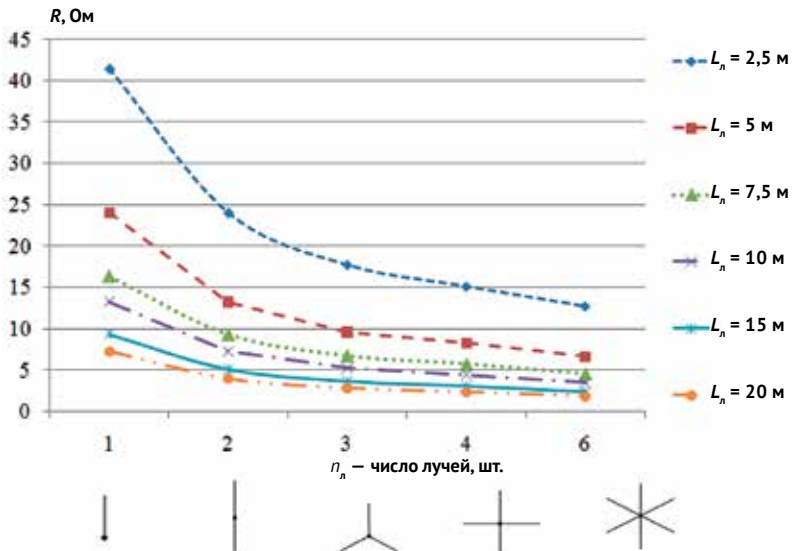 R, Ом
45
40
35
30
25
20
15
10
5
0
1 2 3 4 6
nл — число лучей, шт.
Lл = 2,5 м
Lл = 5 м
Lл = 7,5 м
Lл = 10 м
Lл = 15 м
Lл = 20 м